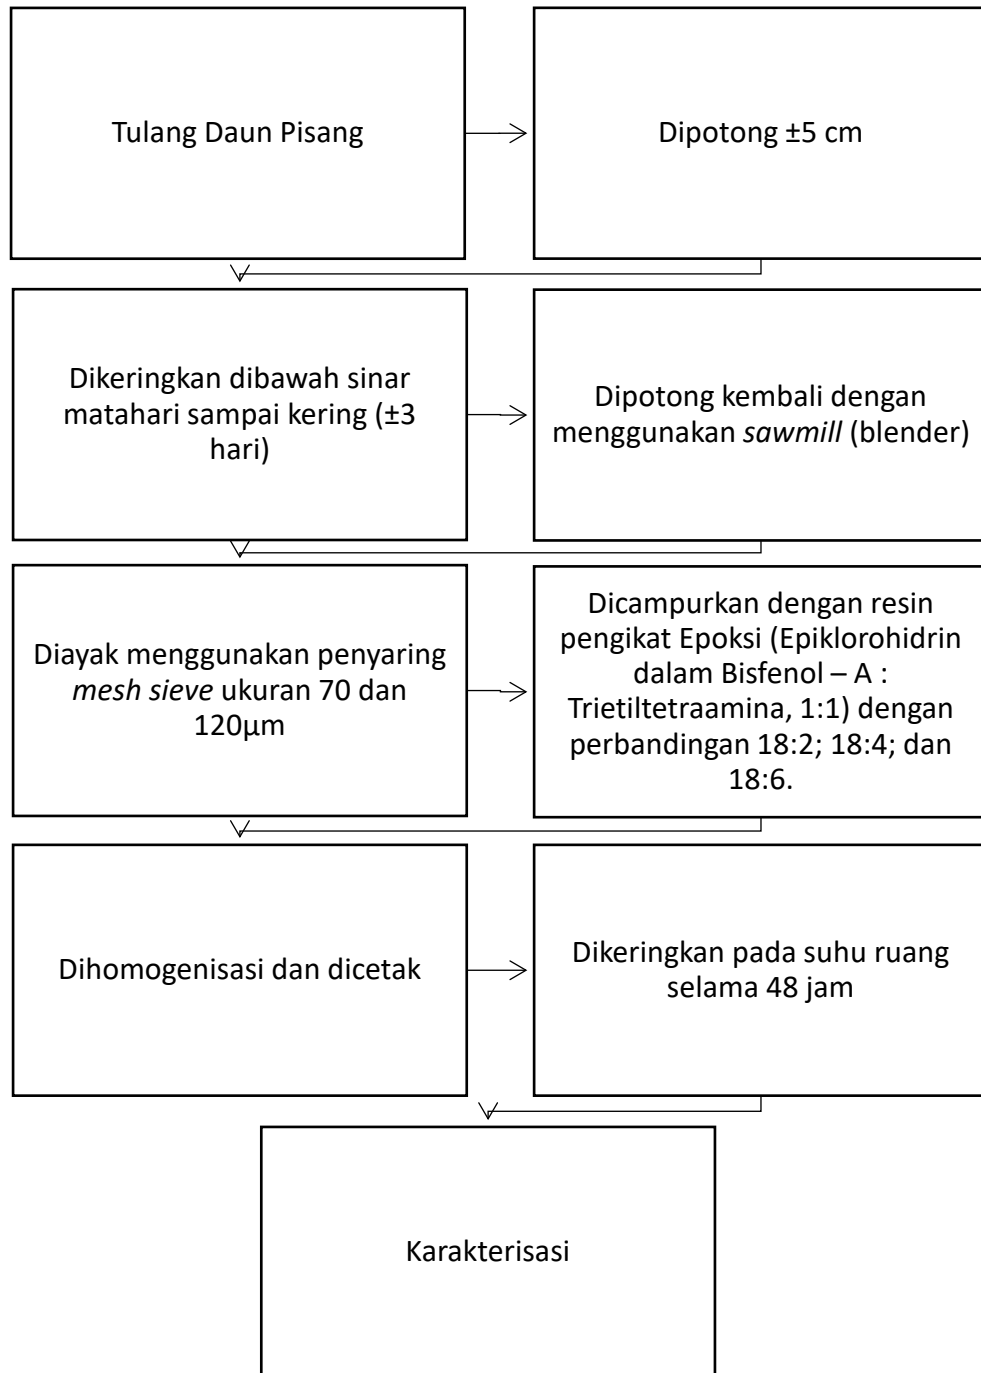 Tulang Daun Pisang
Dipotong ±5 cm
Dikeringkan dibawah sinar
matahari sampai kering (±3
hari)
Dipotong kembali dengan
menggunakan sawmill (blender)
Diayak menggunakan penyaring
mesh sieve ukuran 70 dan
120µm
Dicampurkan dengan resin
pengikat Epoksi (Epiklorohidrin
dalam Bisfenol – A :
Trietiltetraamina, 1:1) dengan
perbandingan 18:2; 18:4; dan
18:6.
Dihomogenisasi dan dicetak
Dikeringkan pada suhu ruang
selama 48 jam
Karakterisasi